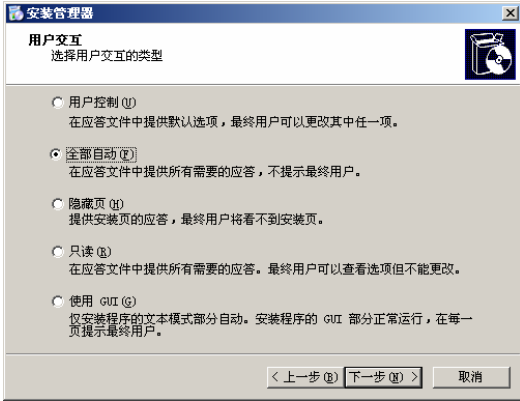 安装管理器
用户交互
选择用户交互的类型
用户控制(U)
在应答文件中提供默认选项，最终用户可以更改其中任一项。
全部自动(F)
在应答文件中提供所有需要的应答，不提示最终用户。
隐藏页(H)
提供安装页的应答，最终用户将看不到安装页。
只读(R)
在应答文件中提供所有需要的应答。最终用户可以查看选项但不能更改。
使用 GUI(G)
仅安装程序的文本模式部分自动。安装程序的 GUI 部分正常运行，在每一
页提示最终用户。
< 上一步(B) 下一步(N) > 取消